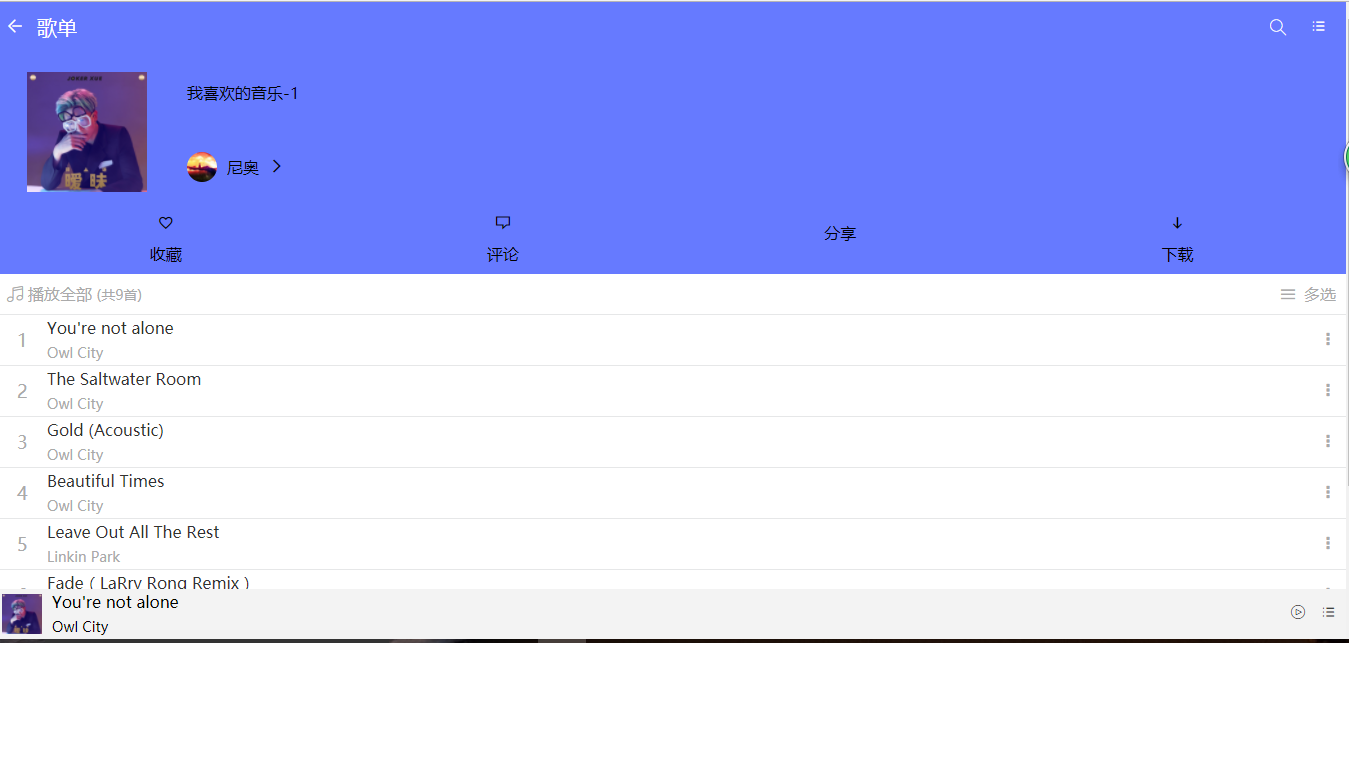 歌单
我喜欢的音乐-1
暧昧
尼奥
收藏
评论
分享
下载
播放全部 (共9首)
多选
1
You're not alone
Owl City
2
The Saltwater Room
Owl City
3
Gold (Acoustic)
Owl City
4
Beautiful Times
Owl City
5
Leave Out All The Rest
Linkin Park
Fade ( LaRry Rong Remix )
You're not alone
Owl City